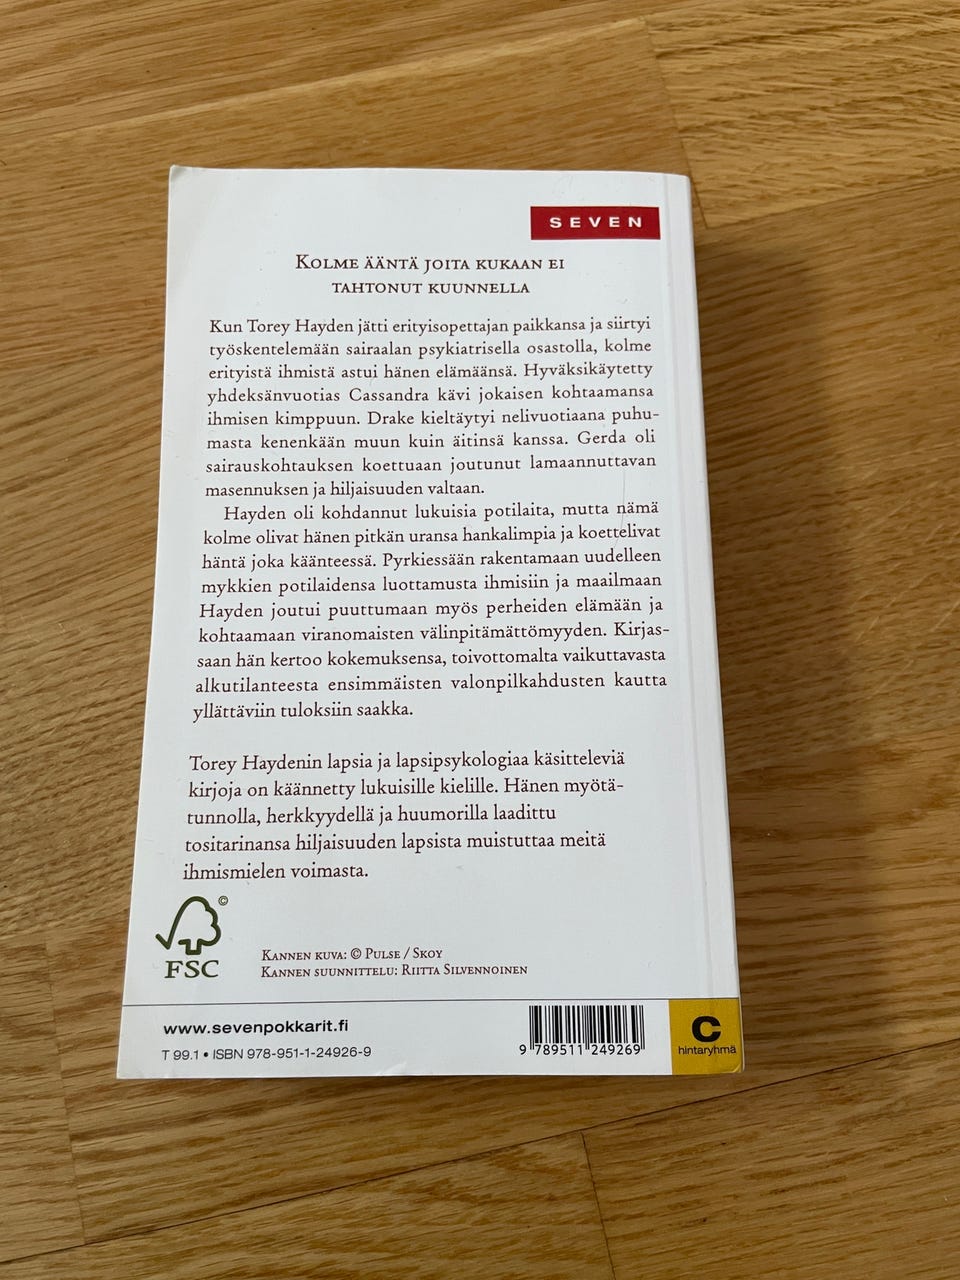 SEVEN
Kolme ääntä joita kukaan ei
tahtonut kuunnella
Kun Torey Hayden jätti erityisopettajan paikkansa ja siirtyi
työskentelemään sairaalan psykiatrisella osastolla, kolme
erityistä ihmistä astui hänen elämäänsä. Hyväksikäytetty
yhdeksänvuotias Cassandra kävi jokaisen kohtaamansa
ihmisen kimppuun. Drake kieltäytyi nelivuotiaana puhu-
masta kenenkään muun kuin äitinsä kanssa. Gerda oli
sairauskohtauksen koettuaan joutunut lamaannuttavan
masennuksen ja hiljaisuuden valtaan.
Hayden oli kohdannut lukuisia potilaita, mutta nämä
kolme olivat hänen pitkän uransa hankalimpia ja koettelivat
häntä joka käänteessä. Pyrkiessään rakentamaan uudelleen
mykkien potilaidensa luottamusta ihmisiin ja maailmaan
Hayden joutui puuttumaan myös perheiden elämään ja
kohtaamaan viranomaisten välinpitämättömyyden. Kirjas-
saan hän kertoo kokemuksensa, toivottomalta vaikuttavasta
alkutilanteesta ensimmäisten valonpilkahdusten kautta
yllättäviin tuloksiin saakka.
Torey Haydenin lapsia ja lapsipsykologiaa käsitteleviä
kirjoja on käännetty lukuisille kielille. Hänen myötä-
tunnolla, herkkyydellä ja huumorilla laadittu
tositarinansa hiljaisuuden lapsista muistuttaa meitä
ihmismielen voimasta.
©
FSC
Kannen kuva: © Pulse / Skoy
Kannen suunnittelu: Riitta Silvennoinen
www.sevenpokkarit.fi
T 99.1 • ISBN 978-951-1-24926-9
9 789511 249269
C
hintaryhmä